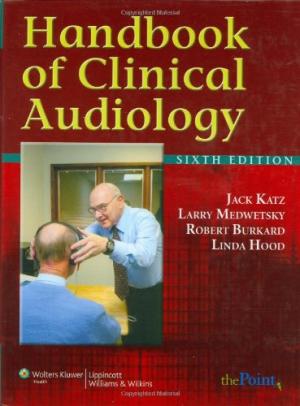 Handbook
of Clinical
Audiology
SIXTH EDITION
JACK KATZ
LARRY MEDWETSKY
ROBERT BURKARD
LINDA HOOD
Wolters Kluwer
Health
Lippincott
Williams & Wilkins
thePoint